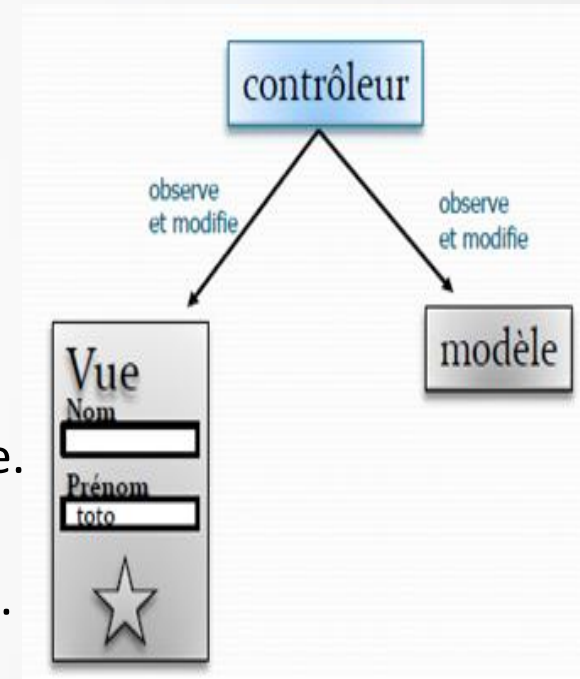 contrôleur
observe
et modifie
observe
et modifie
modèle
Vue
Nom
e.
Prénom
toto
.